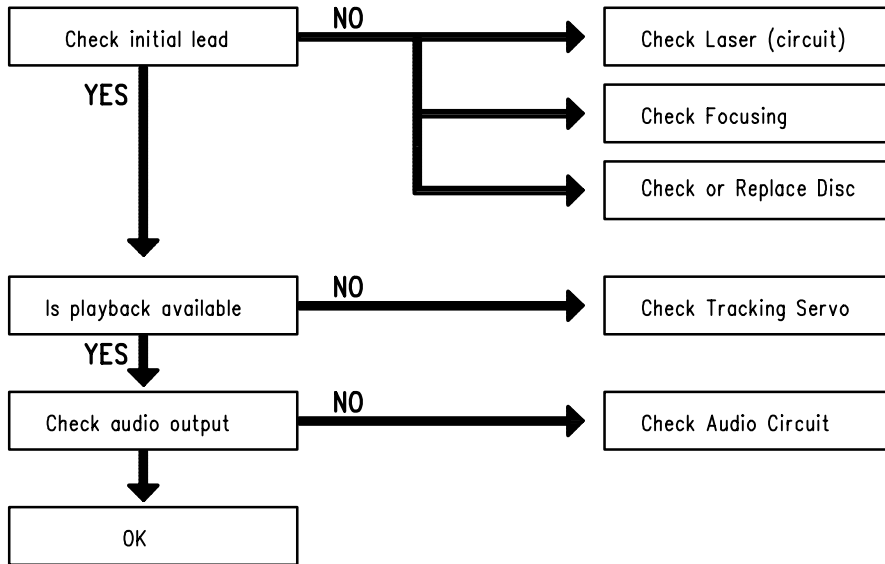 Check initial lead
NO
Check Laser (circuit)
YES
Check Focusing
Check or Replace Disc
Is playback available
NO
Check Tracking Servo
YES
Check audio output
NO
Check Audio Circuit
OK